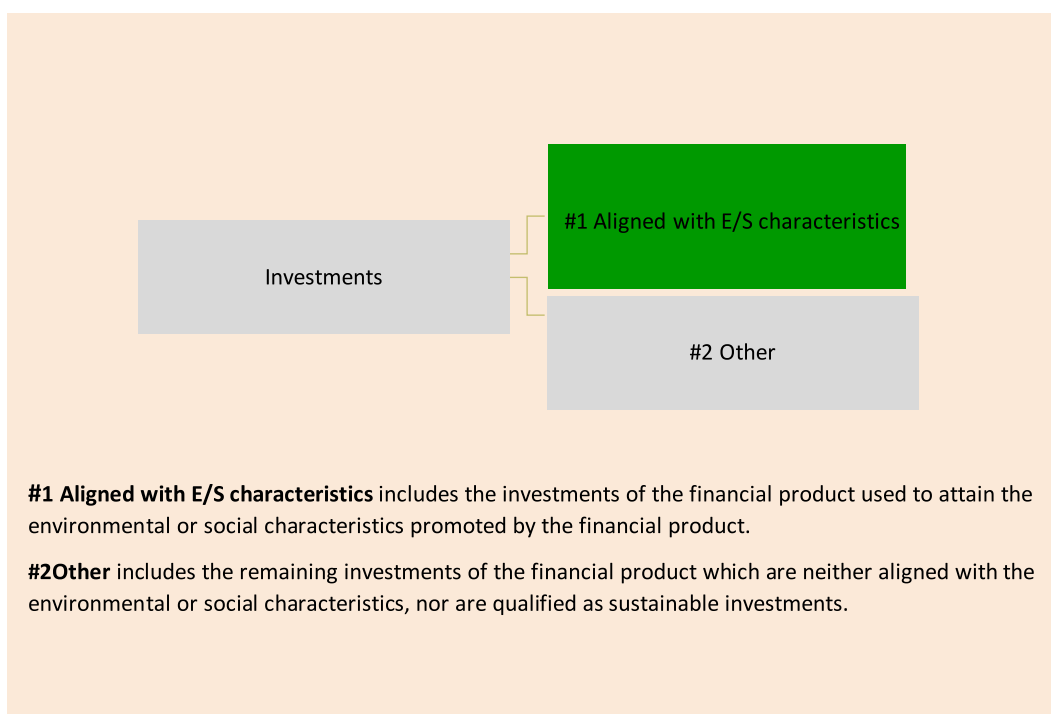 #1 Aligned with E/S characteristics
Investments
#2 Other
#1 Aligned with E/S characteristics includes the investments of the financial product used to attain the
environmental or social characteristics promoted by the financial product.
#2Other includes the remaining investments of the financial product which are neither aligned with the
environmental or social characteristics, nor are qualified as sustainable investments.